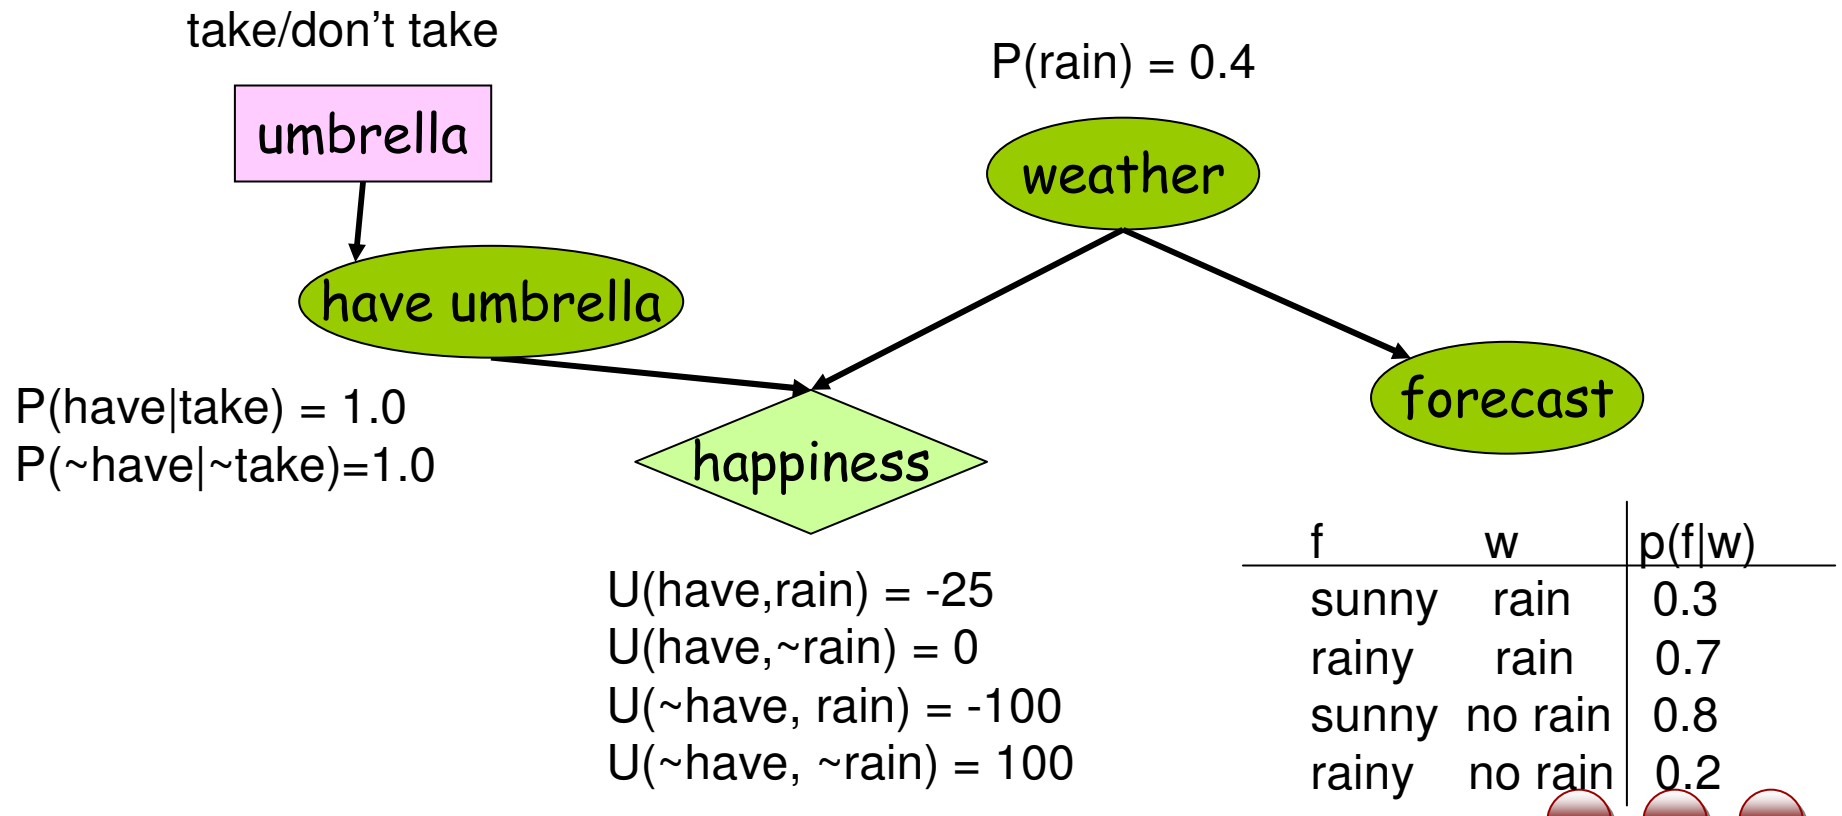 take/don't take
P(rain) = 0.4
umbrella
weather
have umbrella
forecast
P(have|take) = 1.0
P(~have|~take)=1.0
happiness
U(have,rain) = -25
U(have,~rain) = 0
U(~have, rain) = -100
U(~have, ~rain) = 100
f w p(f|w)
sunny rain 0.3
rainy rain 0.7
sunny no rain 0.8
rainy no rain 0.2